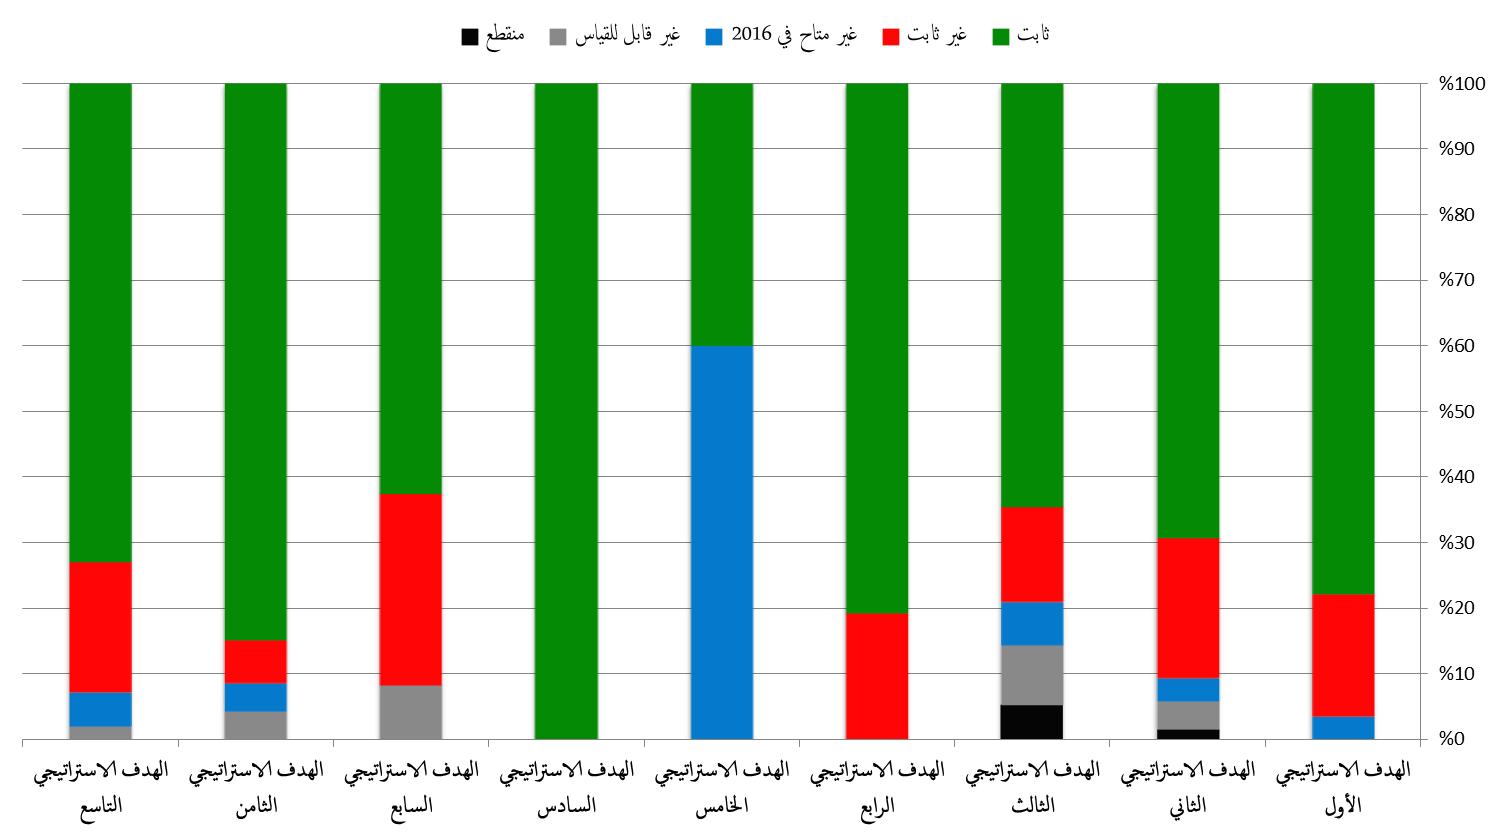 ثابت غير ثابت غير متاح في 2016 غير قابل للقياس منقطع
%100
%90
%80
%70
%60
%50
%40
%30
%20
%10
%0
الهدف الاستراتيجي الأول
الهدف الاستراتيجي الثاني
الهدف الاستراتيجي الثالث
الهدف الاستراتيجي الرابع
الهدف الاستراتيجي الخامس
الهدف الاستراتيجي السادس
الهدف الاستراتيجي السابع
الهدف الاستراتيجي الثامن
الهدف الاستراتيجي التاسع